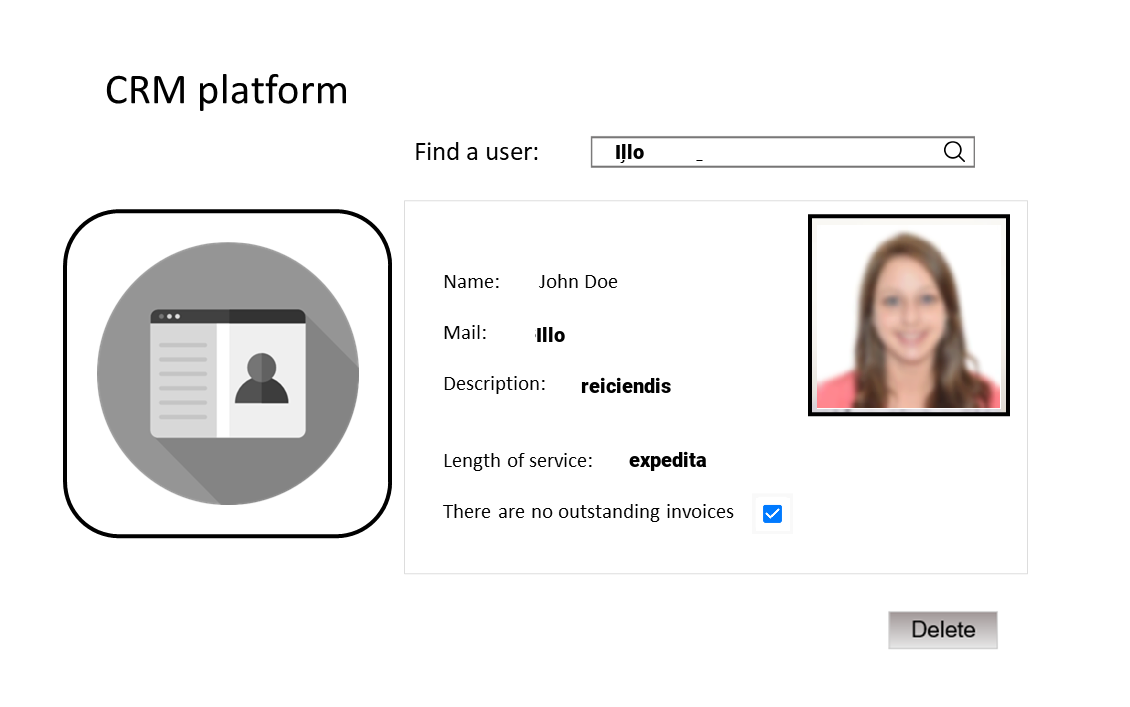 CRM platform
Find a user: Illo
Name: John Doe
Mail: Illo
Description: reiciendis
Length of service: expedita
There are no outstanding invoices
Delete